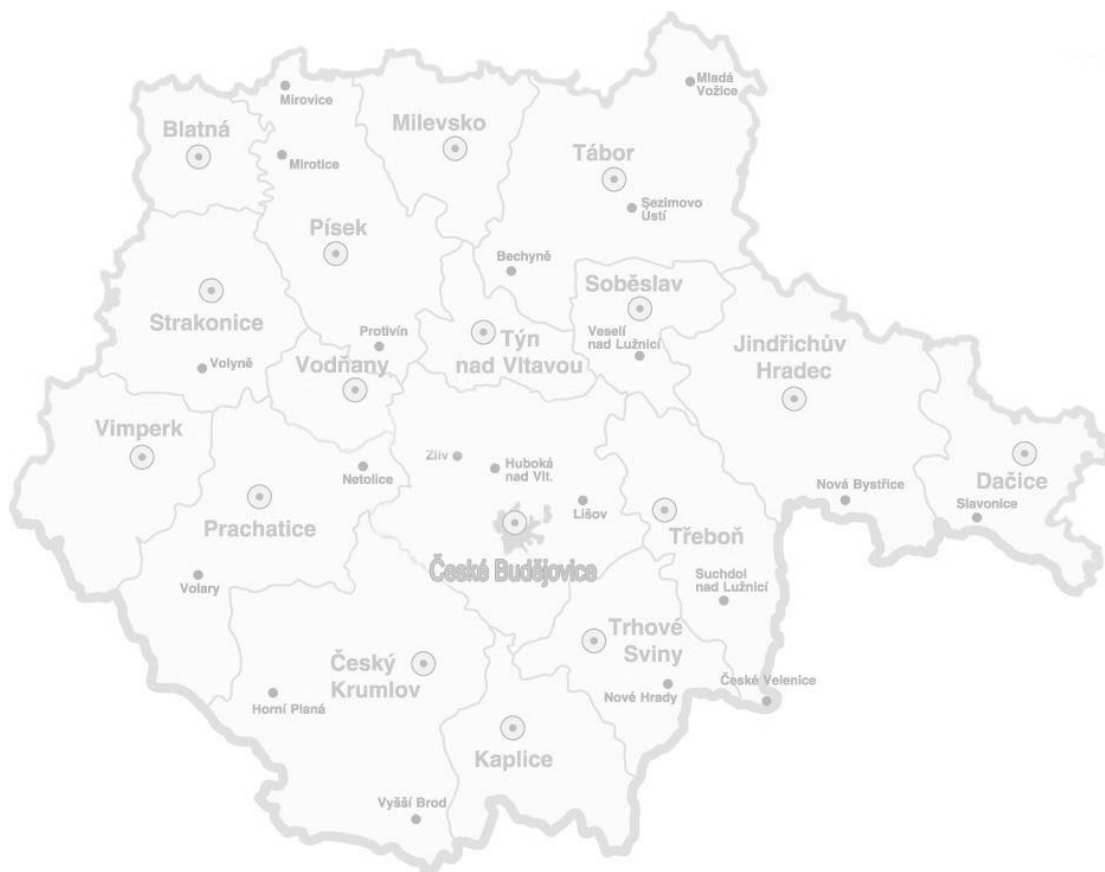 Mladá
Vožice
Mirovice
Blatná
Milevsko
Tábor
Mirotice
Sezimovo
Ústí
Písek
Bechyně
Soběslav
Strakonice
Protivín
Týn
nad Vltavou
Veselí
nad Lužnicí
Jindřichův
Hradec
Volyně
Vodňany
Vimperk
Zliv
Huboká
nad Vlt.
Netolice
Dačice
Nová Bystřice
Slavonice
Prachatice
Lišov
Třeboň
České Budějovice
Volary
Suchdol
nad Lužnicí
Trhové
Sviny
Český
Krumlov
České Velenice
Nové Hrady
Horní Planá
Kaplice
Vyšší Brod